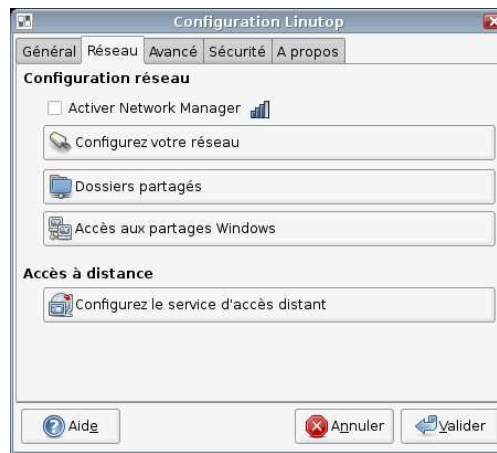 Configuration Linutop
Général Réseau Avancé Sécurité A propos
Configuration réseau
Activer Network Manager
Configurez votre réseau
Dossiers partagés
Accès aux partages Windows
Accès à distance
Configurez le service d'accès distant
Aide Annuler Valider